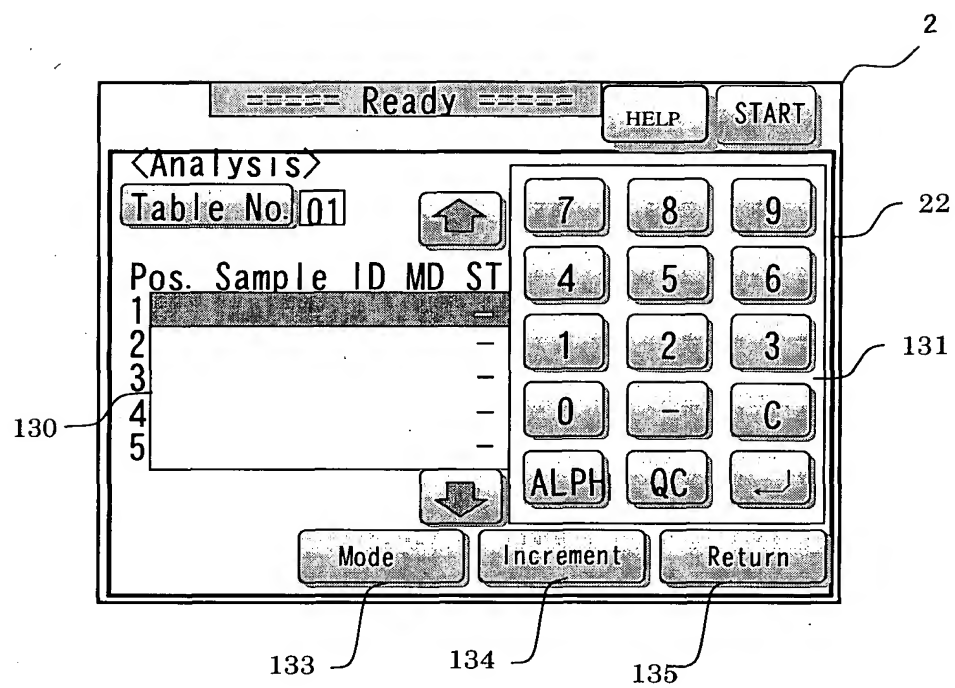 2
===== Ready =====
HELP START
<Analysis>
Table No. 01
7 8 9
22
Pos. Sample ID MD ST
4 5 6
1 -
2 -
1 2 3
131
3 -
130
4 -
0 - C
5 -
ALPH QC
Mode Increment Return
133 134 135